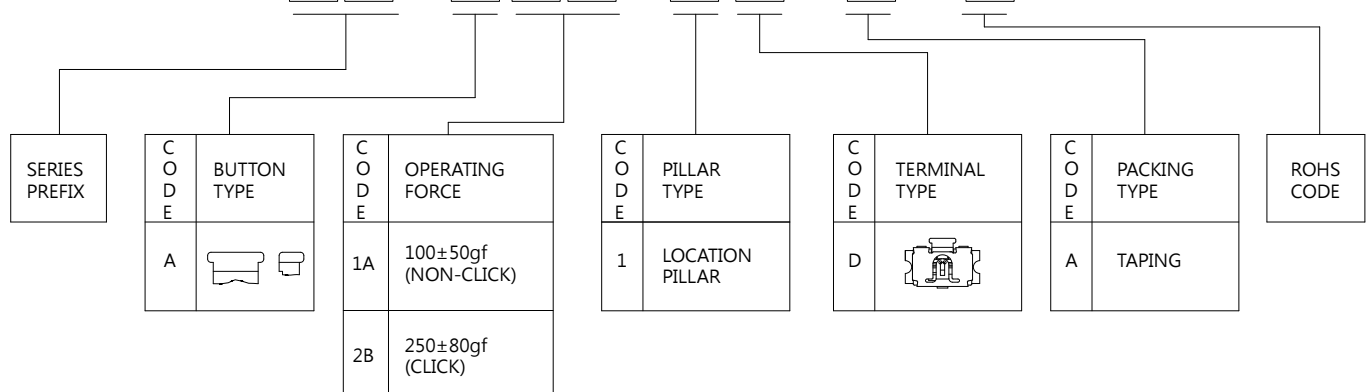 SERIES
PREFIX
C
O
D
E
BUTTON
TYPE
A
C
O
D
E
OPERATING
FORCE
1A
100±50gf
(NON-CLICK)
2B
250±80gf
(CLICK)
C
O
D
E
PILLAR
TYPE
1
LOCATION
PILLAR
C
O
D
E
TERMINAL
TYPE
D
C
O
D
E
PACKING
TYPE
A
TAPING
ROHS
CODE